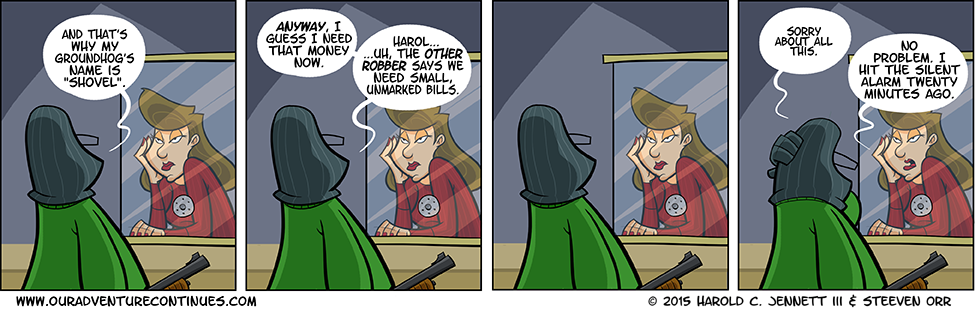 AND THAT'S
WHY MY
GROUNDHOG'S
NAME IS
"SHOVEL".
ANYWAY, I
GUESS I NEED
THAT MONEY
NOW.
HAROL...
...UH, THE OTHER
ROBBER SAYS WE
NEED SMALL,
UNMARKED BILLS.
SORRY
ABOUT ALL
THIS.
NO
PROBLEM. I
HIT THE SILENT
ALARM TWENTY
MINUTES AGO.
WWW.OURADVENTURECONTINUES.COM
© 2015 HAROLD C. JENNETT III & STEEVEN ORR